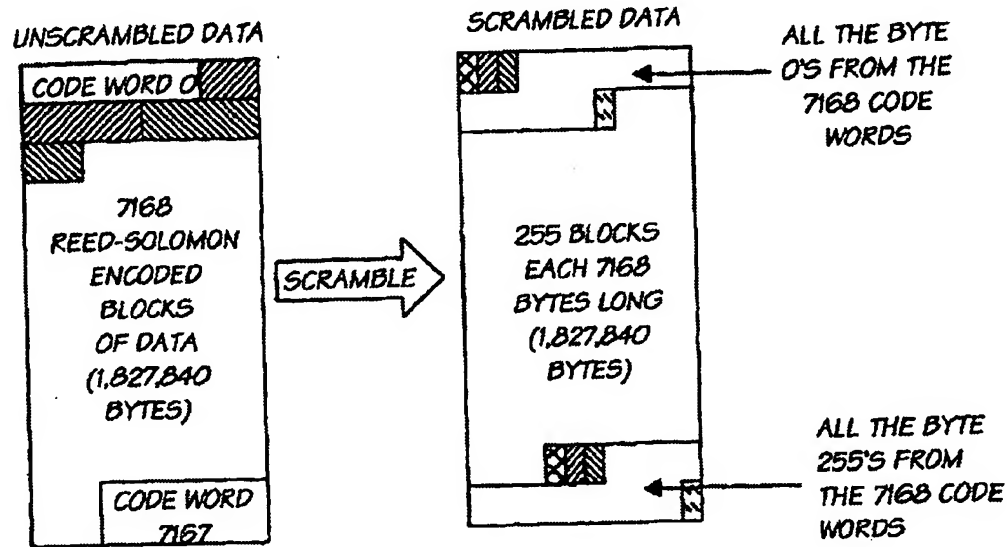 UNSCRAMBLED DATA
CODE WORD 0
7168
REED-SOLOMON
ENCODED
BLOCKS
OF DATA
(1,827,840
BYTES)
CODE WORD
7167
SCRAMBLE
SCRAMBLED DATA
255 BLOCKS
EACH 7168
BYTES LONG
(1,827,840
BYTES)
ALL THE BYTE
0'S FROM THE
7168 CODE
WORDS
ALL THE BYTE
255'S FROM
THE 7168 CODE
WORDS